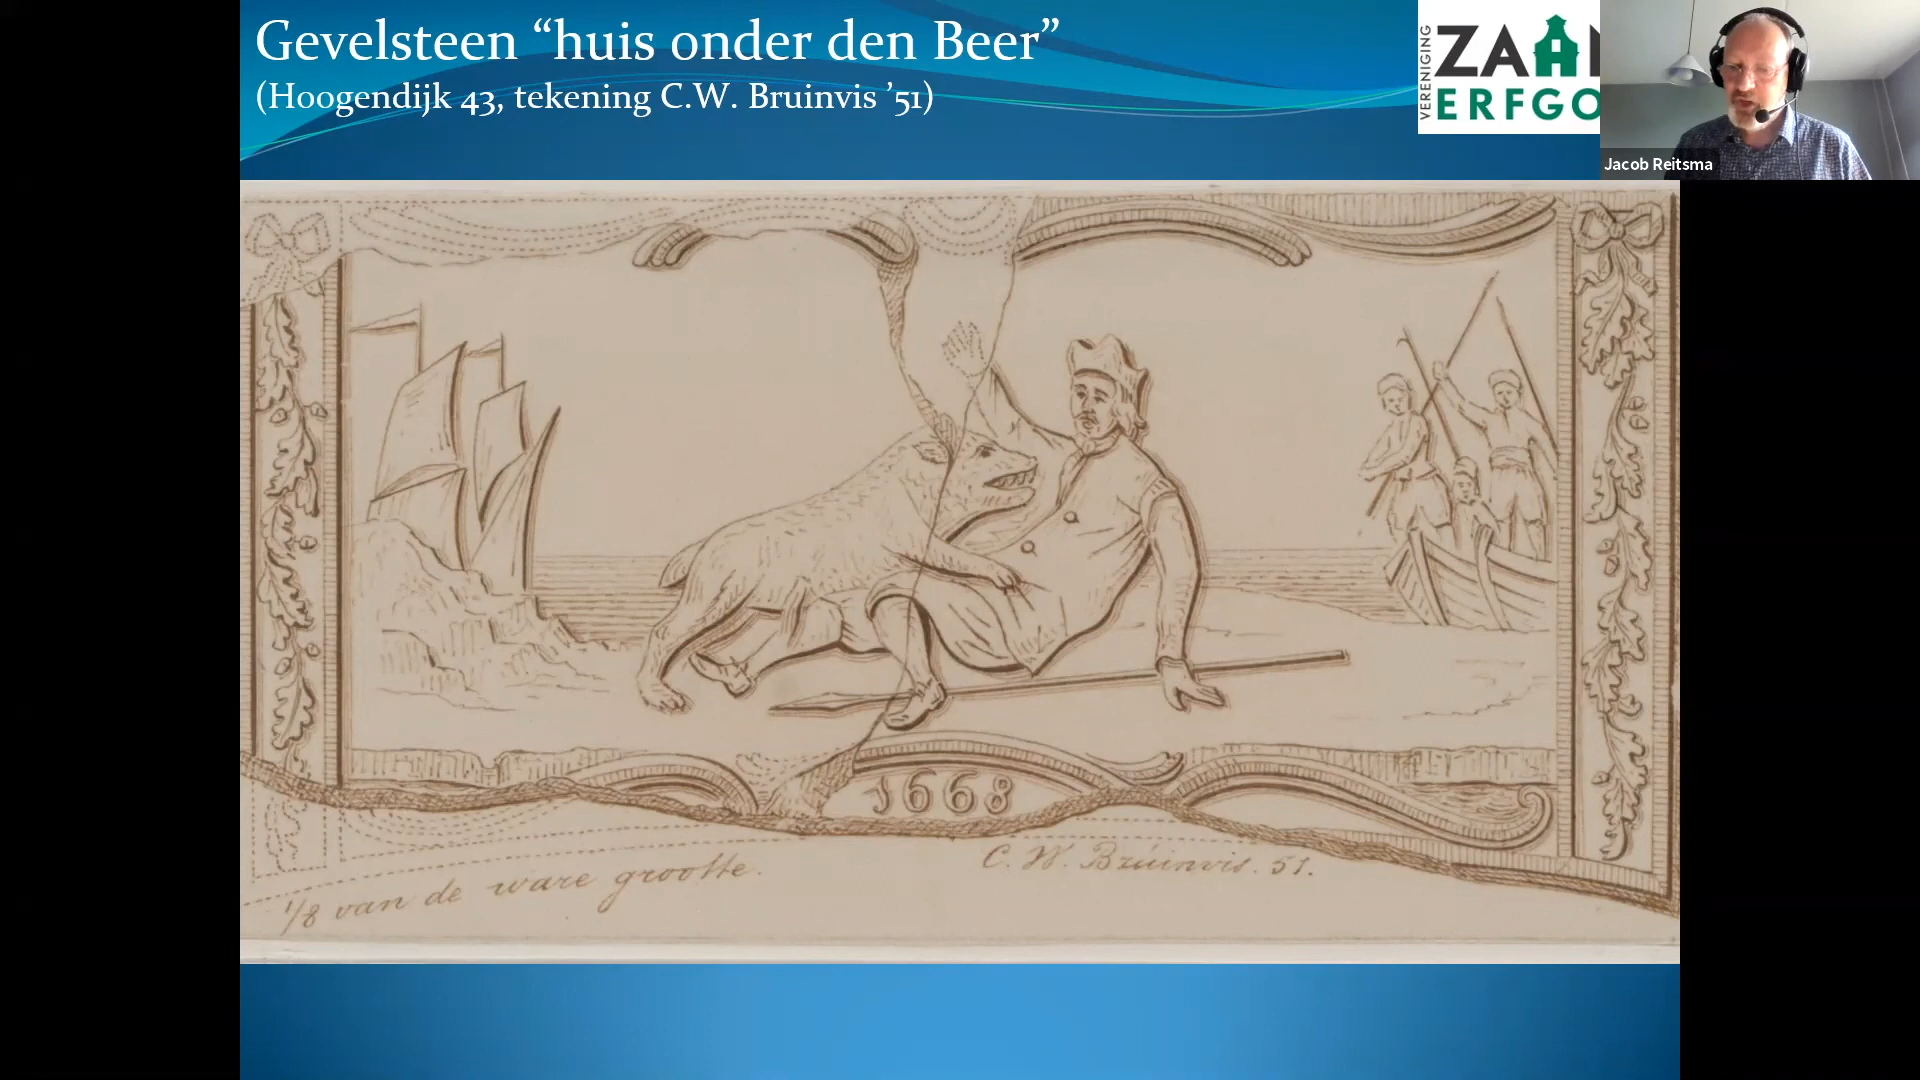 Gevelsteen “huis onder den Beer”
(Hoogendijk 43, tekening C.W. Bruinvis ’51)
VERENIGING
ZAAN
ERFGO
Jacob Reitsma
1668
C. W. Bruinvis. 51.
1/8 van de ware grootte.